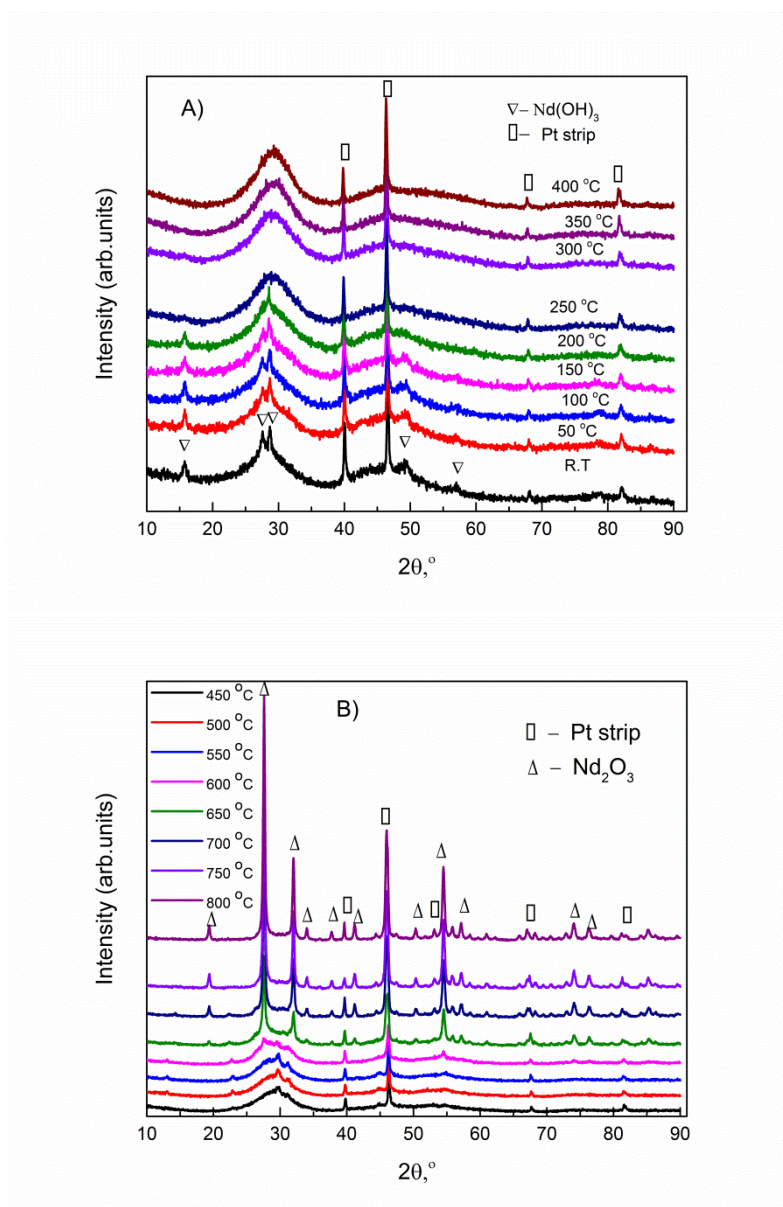 A)
▽– Nd(OH)₃
▯– Pt strip
400 °C
350 °C
300 °C
250 °C
200 °C
150 °C
100 °C
50 °C
R.T
Intensity (arb.units)
10 20 30 40 50 60 70 80 90
2θ,°
B)
450 °C
500 °C
550 °C
600 °C
650 °C
700 °C
750 °C
800 °C
▯ – Pt strip
Δ – Nd₂O₃
Intensity (arb.units)
10 20 30 40 50 60 70 80 90
2θ,°